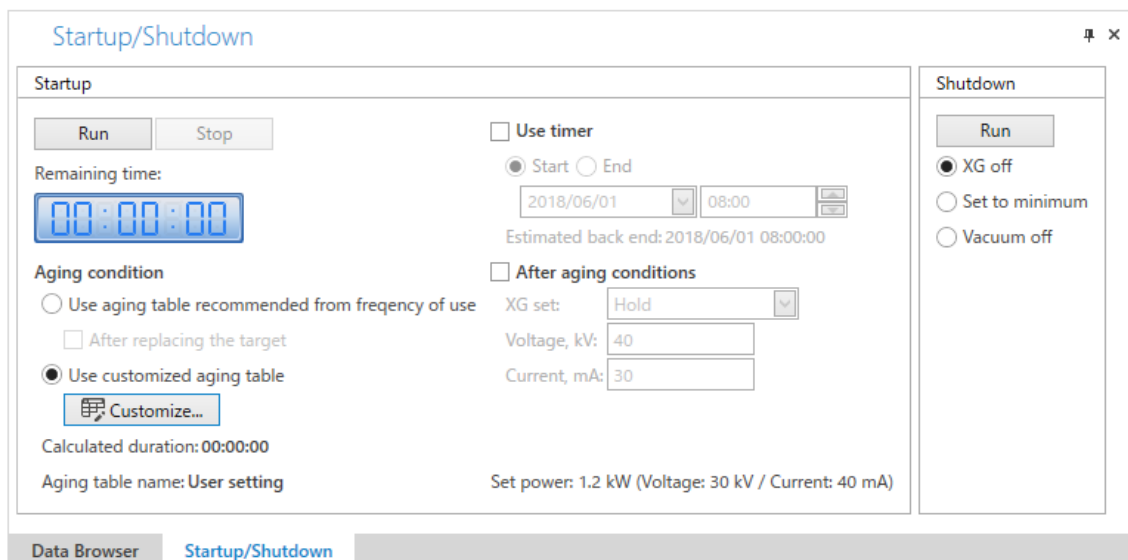 Startup/Shutdown
Startup
Run
Stop
Remaining time:
00:00:00
Aging condition
Use aging table recommended from freqency of use
After replacing the target
Use customized aging table
Customize...
Calculated duration: 00:00:00
Aging table name: User setting
Use timer
Start
End
2018/06/01
08:00
Estimated back end: 2018/06/01 08:00:00
After aging conditions
XG set:
Hold
Voltage, kV:
40
Current, mA:
30
Set power: 1.2 kW (Voltage: 30 kV / Current: 40 mA)
Shutdown
Run
XG off
Set to minimum
Vacuum off
Data Browser
Startup/Shutdown